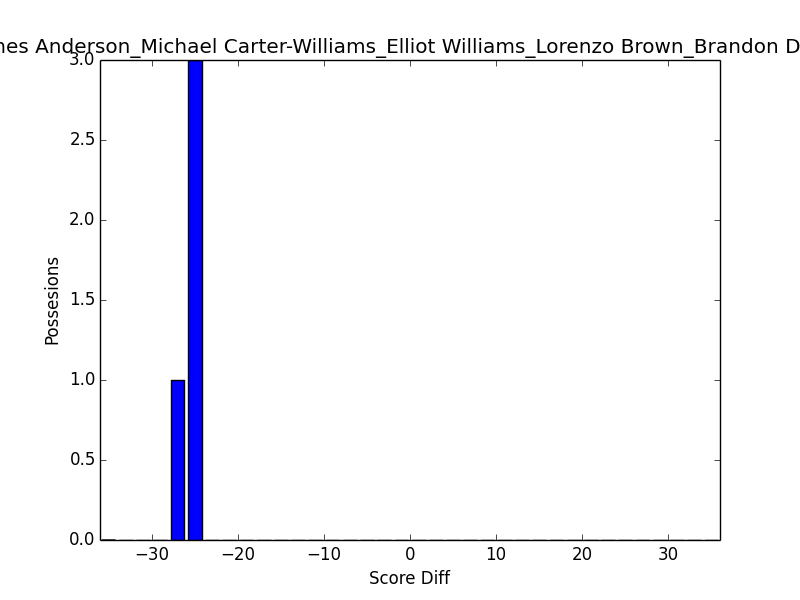 Anderson_Michael Carter-Williams_Elliot Williams_Lorenzo Brown_Brandon
3.0
2.5
2.0
1.5
1.0
0.5
0.0
Possesions
−30 −20 −10 0 10 20 30
Score Diff